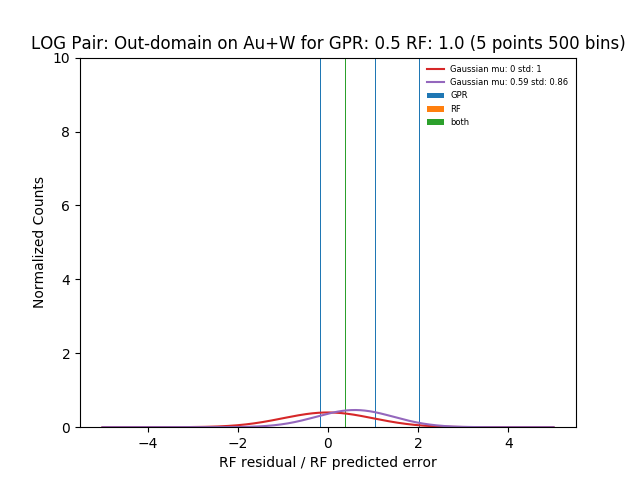 LOG Pair: Out-domain on Au+W for GPR: 0.5 RF: 1.0 (5 points 500 bins)
10
8
6
4
2
0
Normalized Counts
Gaussian mu: 0 std: 1
Gaussian mu: 0.59 std: 0.86
GPR
RF
both
−4 −2 0 2 4
RF residual / RF predicted error